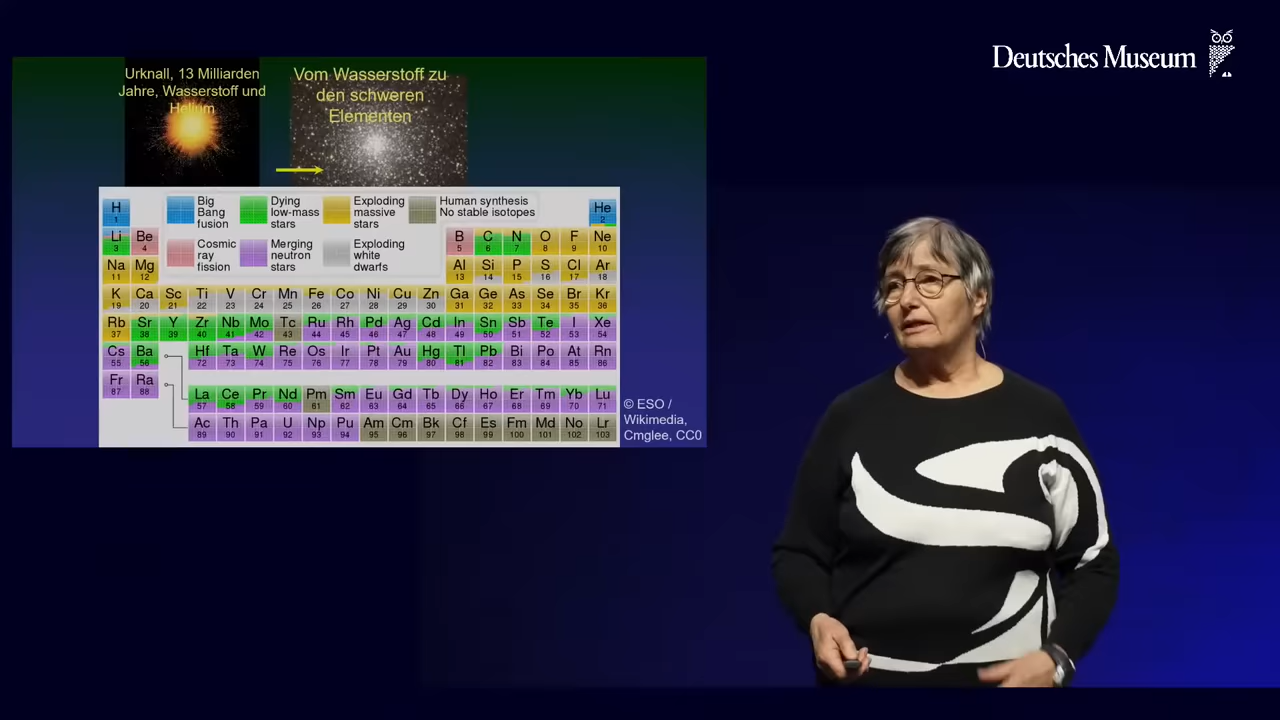 Deutsches Museum
Urknall, 13 Milliarden
Jahre, Wasserstoff und
Helium
Vom Wasserstoff zu
den schweren
Elementen
Big
Bang
fusion
Dying
low-mass
stars
Exploding
massive
stars
Human synthesis
No stable isotopes
Cosmic
ray
fission
Merging
neutron
stars
Exploding
white
dwarfs
H He
1 2
Li Be B C N O F Ne
3 4 5 6 7 8 9 10
Na Mg Al Si P S Cl Ar
11 12 13 14 15 16 17 18
K Ca Sc Ti V Cr Mn Fe Co Ni Cu Zn Ga Ge As Se Br Kr
19 20 21 22 23 24 25 26 27 28 29 30 31 32 33 34 35 36
Rb Sr Y Zr Nb Mo Tc Ru Rh Pd Ag Cd In Sn Sb Te I Xe
37 38 39 40 41 42 43 44 45 46 47 48 49 50 51 52 53 54
Cs Ba Hf Ta W Re Os Ir Pt Au Hg Tl Pb Bi Po At Rn
55 56 72 73 74 75 76 77 78 79 80 81 82 83 84 85 86
Fr Ra
87 88
La Ce Pr Nd Pm Sm Eu Gd Tb Dy Ho Er Tm Yb Lu
57 58 59 60 61 62 63 64 65 66 67 68 69 70 71
Ac Th Pa U Np Pu Am Cm Bk Cf Es Fm Md No Lr
89 90 91 92 93 94 95 96 97 98 99 100 101 102 103
© ESO /
Wikimedia,
Cmglee, CC0